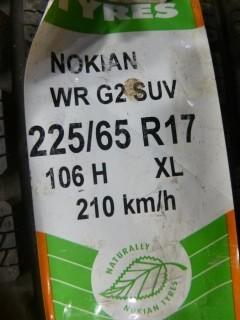 TYRES
NOKIAN
WR G2 SUV
225/65 R17
106 H XL
210 km/h
NATURALLY
NOKIAN TYRES